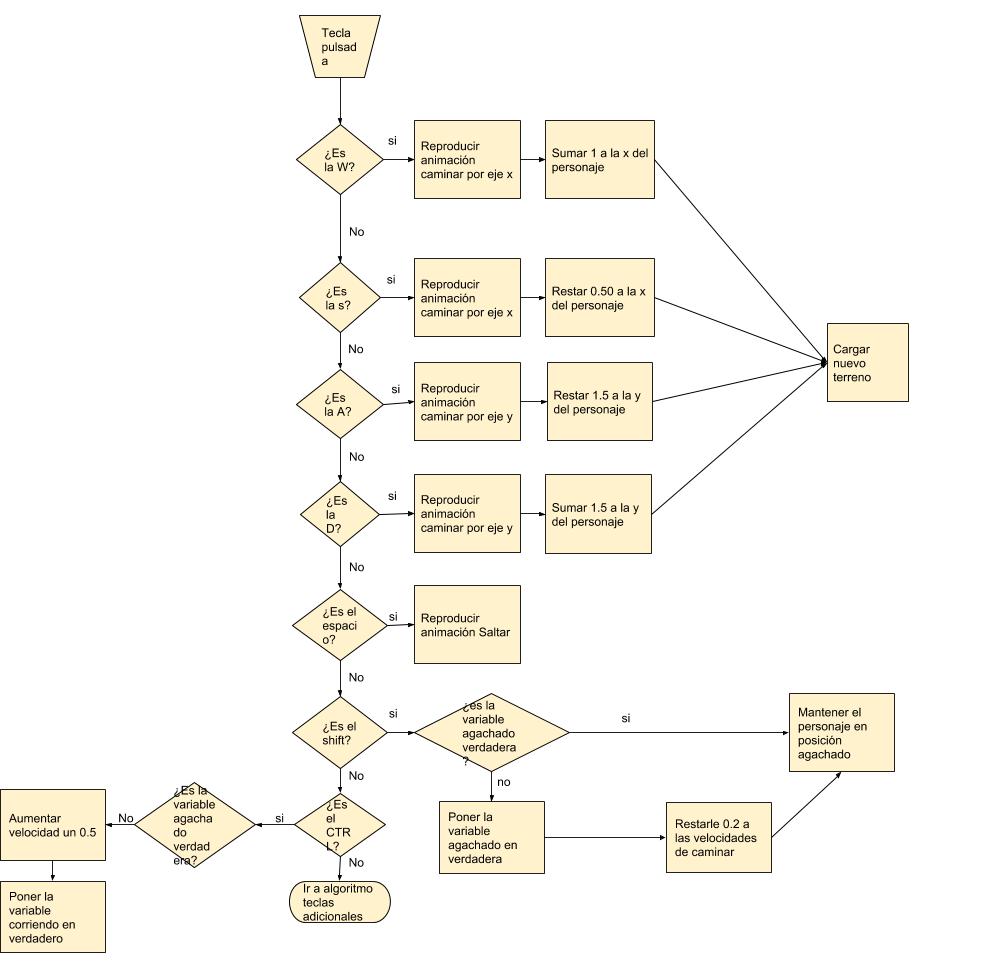 Tecla
pulsad
a
¿Es
la W?
si
Reproducir
animación
caminar por eje x
Sumar 1 a la x del
personaje
No
¿Es
la s?
si
Reproducir
animación
caminar por eje x
Restar 0.50 a la x
del personaje
Cargar
nuevo
terreno
No
¿Es
la A?
si
Reproducir
animación
caminar por eje y
Restar 1.5 a la y
del personaje
No
¿Es
la
D?
si
Reproducir
animación
caminar por eje y
Sumar 1.5 a la y
del personaje
No
¿Es el
espaci
o?
si
Reproducir
animación Saltar
No
¿Es el
shift?
si
¿es la
variable
agachado
verdadera
?
si
Mantener el
personaje en
posición
agachado
No
no
Poner la
variable
agachado en
verdadera
Restarle 0.2 a
las velocidades
de caminar
¿Es
el
CTR
L?
si
¿Es la
variable
agacha
do
verdad
era?
No
Aumentar
velocidad un 0.5
Poner la
variable
corriendo en
verdadero
No
Ir a algoritmo
teclas
adicionales